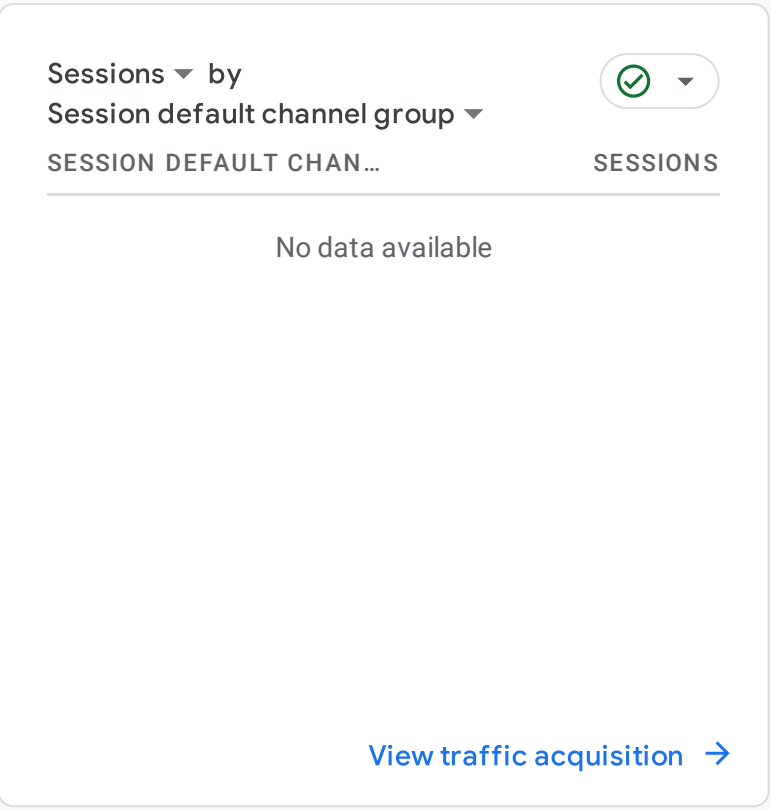 Sessions by
Session default channel group
SESSION DEFAULT CHAN... SESSIONS
No data available
View traffic acquisition